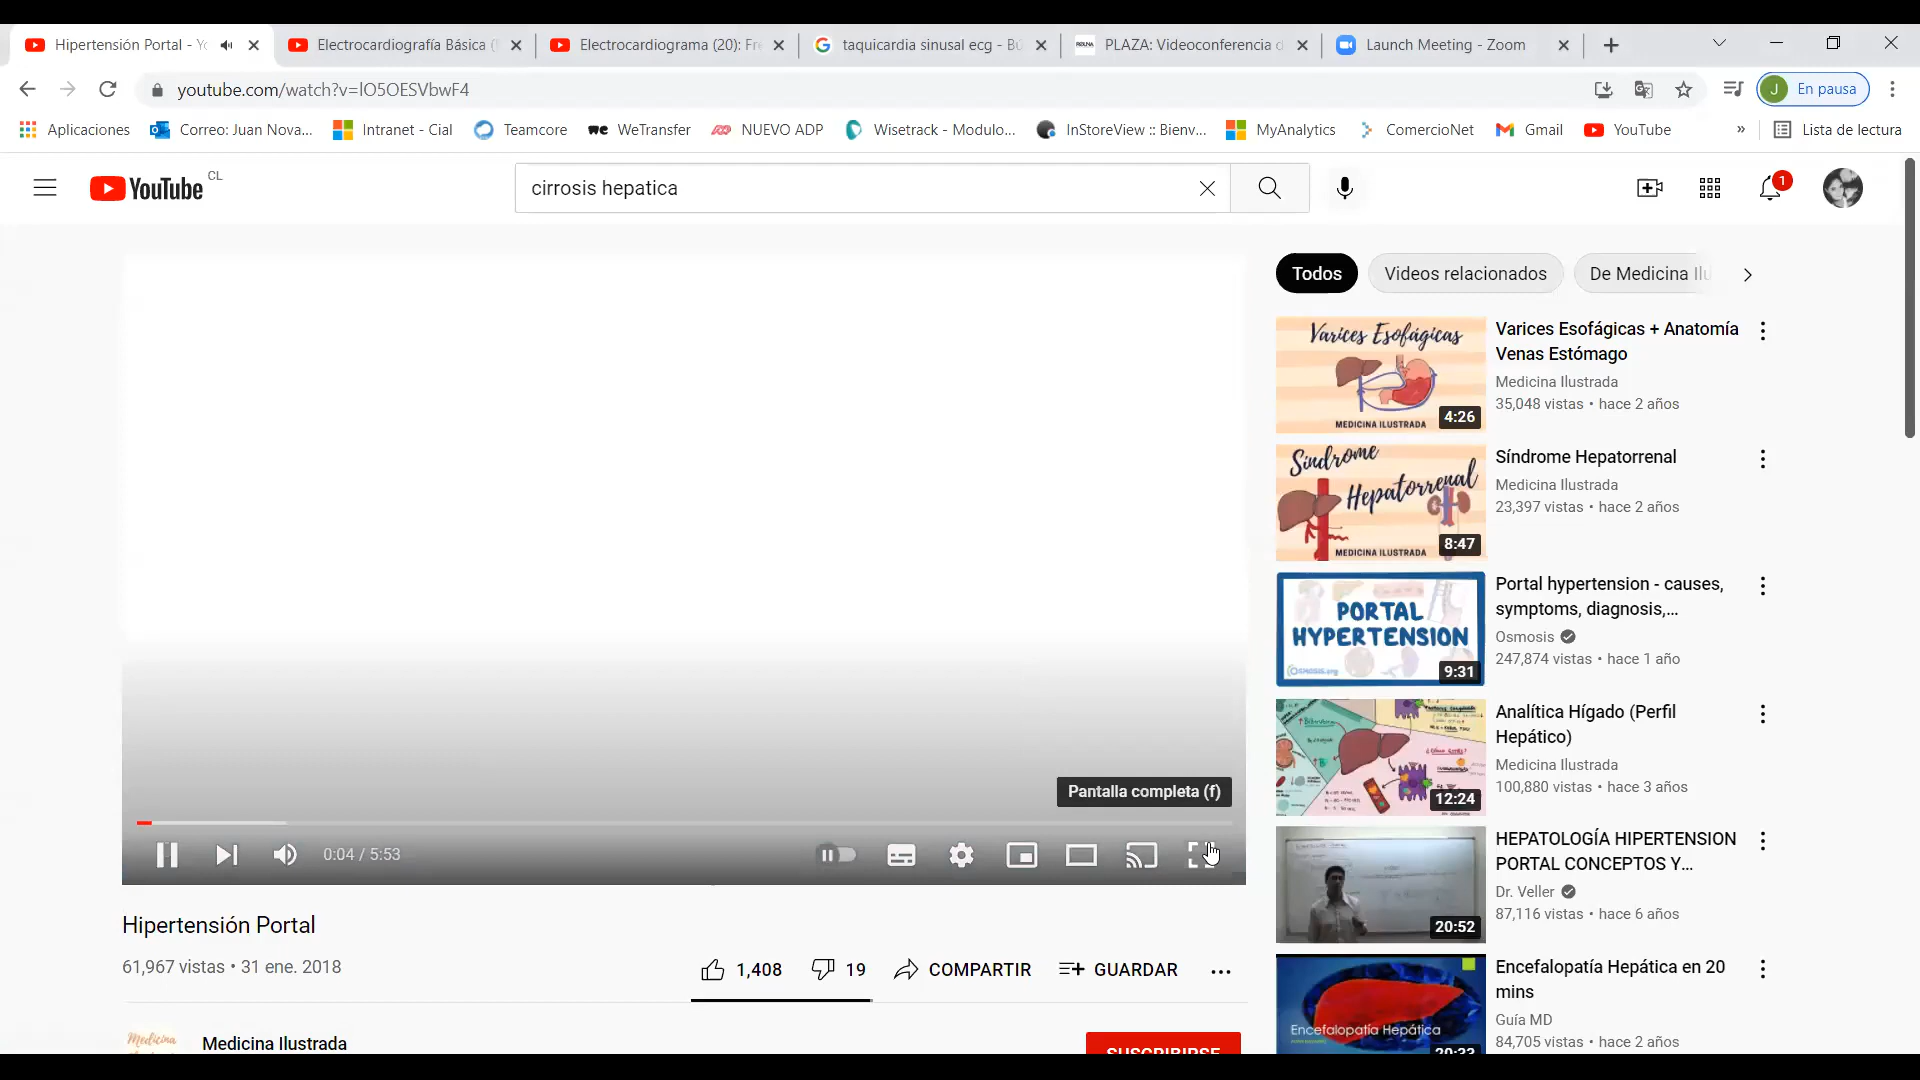 Hipertensión Portal - Yo
Electrocardiografía Básica (
Electrocardiograma (20): Fr
taquicardia sinusal ecg - Bú
PLAZA: Videoconferencia d
Launch Meeting - Zoom
youtube.com/watch?v=lO5OESVbwF4
J
En pausa
Aplicaciones
Correo: Juan Nova...
Intranet - Cial
Teamcore
we WeTransfer
NUEVO ADP
Wisetrack - Modulo...
InStoreView :: Bienv...
MyAnalytics
ComercioNet
Gmail
YouTube
»
Lista de lectura
YouTube CL
cirrosis hepatica
1
Todos
Videos relacionados
De Medicina Ilu
Varices Esofágicas
MEDICINA ILUSTRADA
4:26
Varices Esofágicas + Anatomía
Venas Estómago
Medicina Ilustrada
35,048 vistas • hace 2 años
Síndrome
Hepatorrenal
MEDICINA ILUSTRADA
8:47
Síndrome Hepatorrenal
Medicina Ilustrada
23,397 vistas • hace 2 años
PORTAL
HYPERTENSION
9:31
Portal hypertension - causes,
symptoms, diagnosis,...
Osmosis
247,874 vistas • hace 1 año
12:24
Analítica Hígado (Perfil
Hepático)
Medicina Ilustrada
100,880 vistas • hace 3 años
20:52
HEPATOLOGÍA HIPERTENSION
PORTAL CONCEPTOS Y...
Dr. Veller
87,116 vistas • hace 6 años
Encefalopatía Hepática
20:33
Encefalopatía Hepática en 20
mins
Guía MD
84,705 vistas • hace 2 años
Pantalla completa (f)
0:04 / 5:53
Hipertensión Portal
61,967 vistas • 31 ene. 2018
1,408
19
COMPARTIR
GUARDAR
Medicina
Medicina Ilustrada
SUSCRIBIRSE